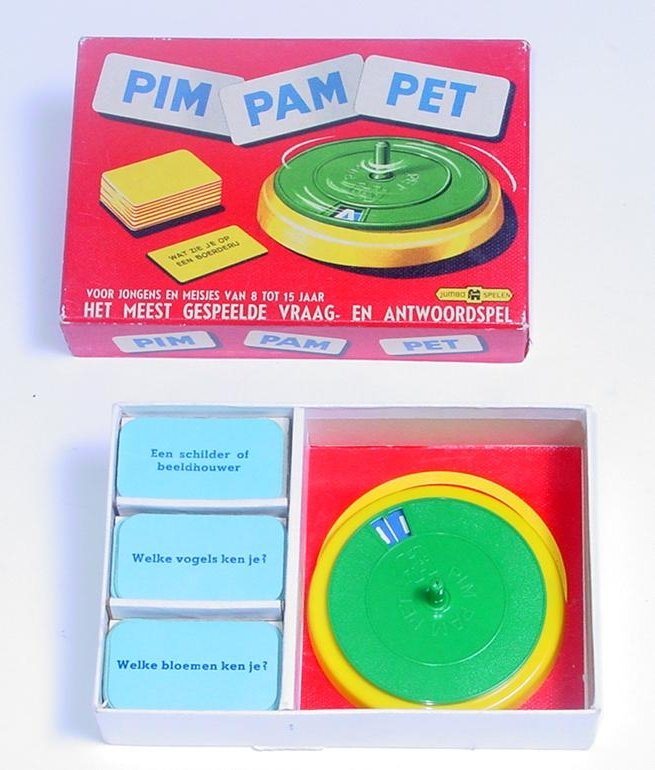 PIM PAM PET
WAT ZIE JE OP
EEN BOERDERIJ
VOOR JONGENS EN MEISJES VAN 8 TOT 15 JAAR
jumbo SPELEN
HET MEEST GESPEELDE VRAAG- EN ANTWOORDSPEL
PIM PAM PET
Een schilder of
beeldhouwer
Welke vogels ken je?
Welke bloemen ken je?